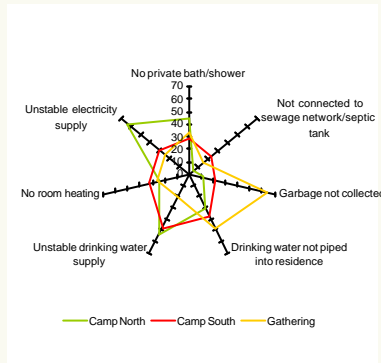 No private bath/shower
70
60
50
40
30
20
10
0
Not connected to
sewage network/septic
tank
Garbage not collected
Drinking water not piped
into residence
Unstable drinking water
supply
No room heating
Unstable electricity
supply
Camp North
Camp South
Gathering